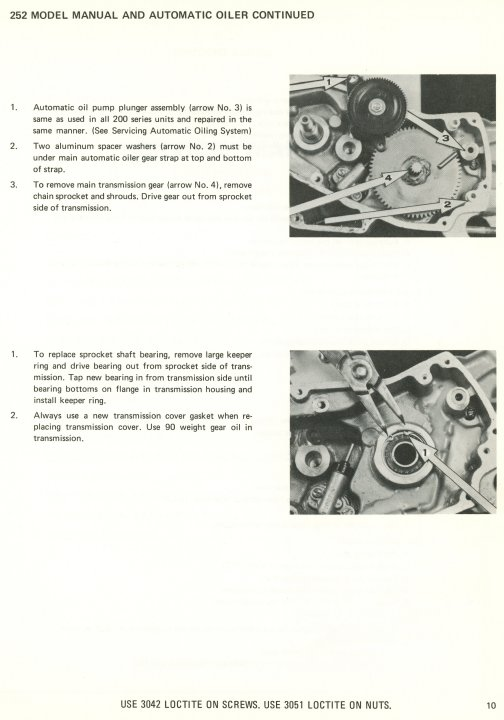 252 MODEL MANUAL AND AUTOMATIC OILER CONTINUED
1. Automatic oil pump plunger assembly (arrow No. 3) is
same as used in all 200 series units and repaired in the
same manner. (See Servicing Automatic Oiling System)
2. Two aluminum spacer washers (arrow No. 2) must be
under main automatic oiler gear strap at top and bottom
of strap.
3. To remove main transmission gear (arrow No. 4), remove
chain sprocket and shrouds. Drive gear out from sprocket
side of transmission.
1
3
4
2
1. To replace sprocket shaft bearing, remove large keeper
ring and drive bearing out from sprocket side of trans-
mission. Tap new bearing in from transmission side until
bearing bottoms on flange in transmission housing and
install keeper ring.
2. Always use a new transmission cover gasket when re-
placing transmission cover. Use 90 weight gear oil in
transmission.
1
USE 3042 LOCTITE ON SCREWS. USE 3051 LOCTITE ON NUTS.
10